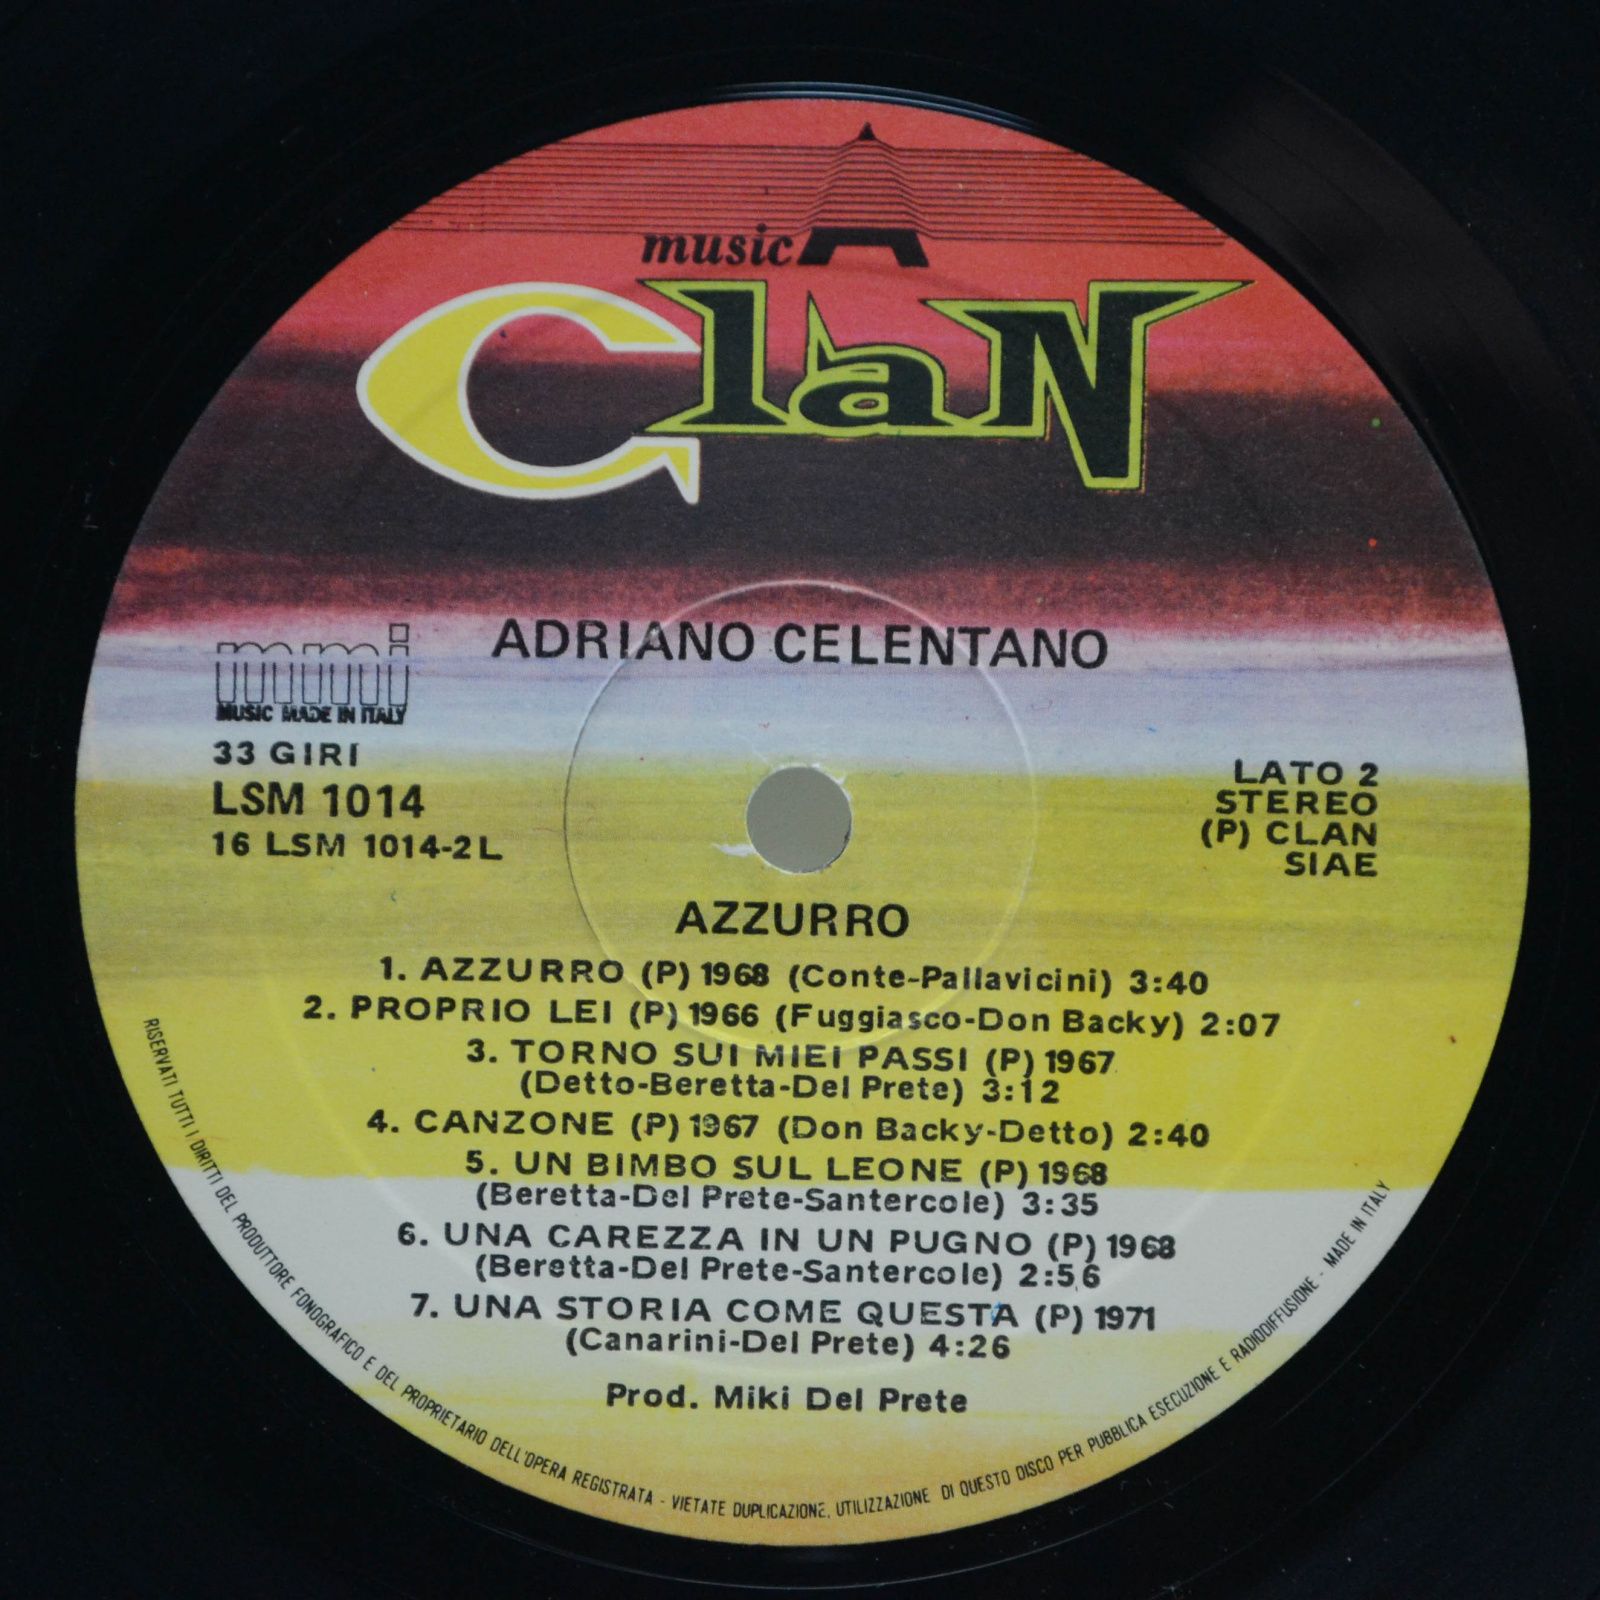 music
Clan
ADRIANO CELENTANO
mmi
MUSIC MADE IN ITALY
33 GIRI
LSM 1014
16 LSM 1014-2L
LATO 2
STEREO
(P) CLAN
SIAE
AZZURRO
1. AZZURRO (P) 1968 (Conte-Pallavicini) 3:40
2. PROPRIO LEI (P) 1966 (Fuggiasco-Don Backy) 2:07
3. TORNO SUI MIEI PASSI (P) 1967
(Detto-Beretta-Del Prete) 3:12
4. CANZONE (P) 1967 (Don Backy-Detto) 2:40
5. UN BIMBO SUL LEONE (P) 1968
(Beretta-Del Prete-Santercole) 3:35
6. UNA CAREZZA IN UN PUGNO (P) 1968
(Beretta-Del Prete-Santercole) 2:56
7. UNA STORIA COME QUESTA (P) 1971
(Canarini-Del Prete) 4:26
Prod. Miki Del Prete
RISERVATI TUTTI I DIRITTI DEL PRODUTTORE FONOGRAFICO E DEL PROPRIETARIO DELL'OPERA REGISTRATA - VIETATE DUPLICAZIONE, UTILIZZAZIONE DI QUESTO DISCO PER PUBBLICA ESECUZIONE E RADIODIFFUSIONE - MADE IN ITALY